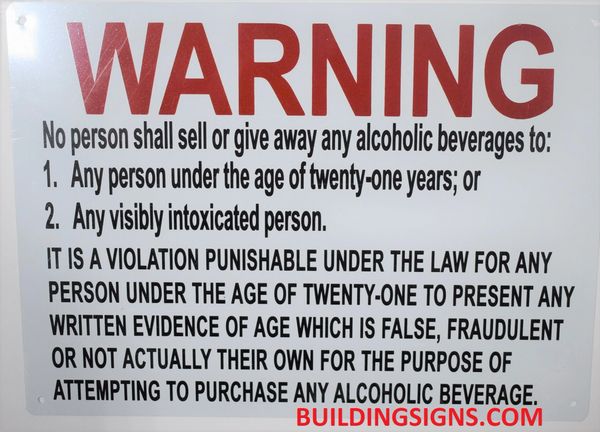 WARNING
No person shall sell or give away any alcoholic beverages to:
1. Any person under the age of twenty-one years; or
2. Any visibly intoxicated person.
IT IS A VIOLATION PUNISHABLE UNDER THE LAW FOR ANY
PERSON UNDER THE AGE OF TWENTY-ONE TO PRESENT ANY
WRITTEN EVIDENCE OF AGE WHICH IS FALSE, FRAUDULENT
OR NOT ACTUALLY THEIR OWN FOR THE PURPOSE OF
ATTEMPTING TO PURCHASE ANY ALCOHOLIC BEVERAGE.
BUILDINGSIGNS.COM